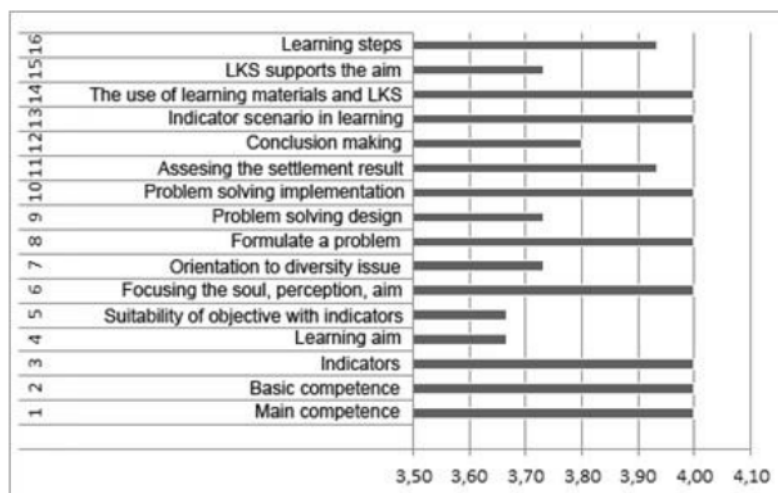 16 Learning steps
15 LKS supports the aim
14 The use of learning materials and LKS
13 Indicator scenario in learning
12 Conclusion making
11 Assesing the settlement result
10 Problem solving implementation
9 Problem solving design
8 Formulate a problem
7 Orientation to diversity issue
6 Focusing the soul, perception, aim
5 Suitability of objective with indicators
4 Learning aim
3 Indicators
2 Basic competence
1 Main competence
3,50 3,60 3,70 3,80 3,90 4,00 4,10